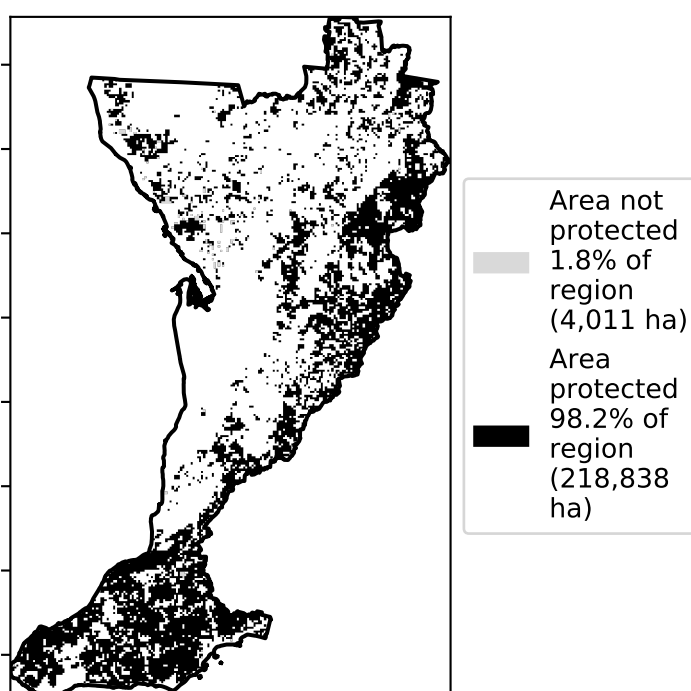 Area not
protected
1.8% of
region
(4,011 ha)
Area
protected
98.2% of
region
(218,838
ha)